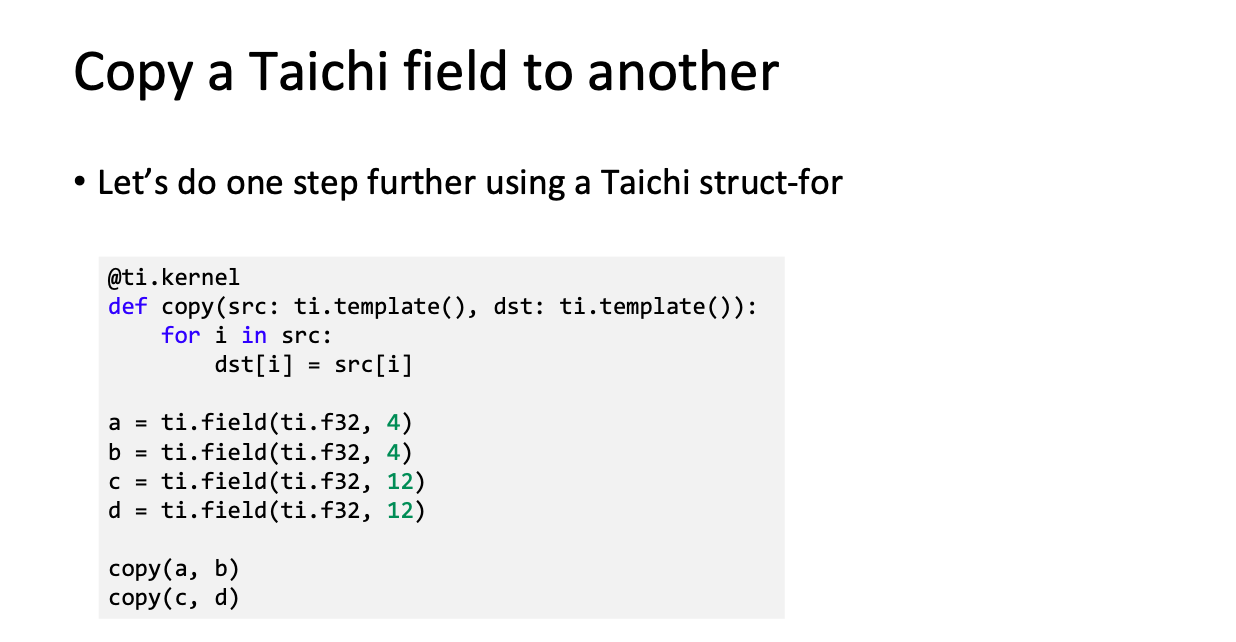 Copy a Taichi field to another
• Let’s do one step further using a Taichi struct-for
@ti.kernel
def copy(src: ti.template(), dst: ti.template()):
    for i in src:
        dst[i] = src[i]

a = ti.field(ti.f32, 4)
b = ti.field(ti.f32, 4)
c = ti.field(ti.f32, 12)
d = ti.field(ti.f32, 12)

copy(a, b)
copy(c, d)